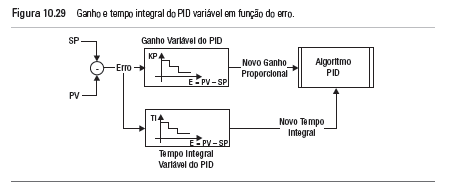 Figura 10.29 Ganho e tempo integral do PID variável em função do erro.
SP
Ganho Variável do PID
KP
E = PV – SP
-
Erro
Novo Ganho
Proporcional
Algoritmo
PID
PV
TI
E = PV – SP
Tempo Integral
Variável do PID
Novo Tempo
Integral